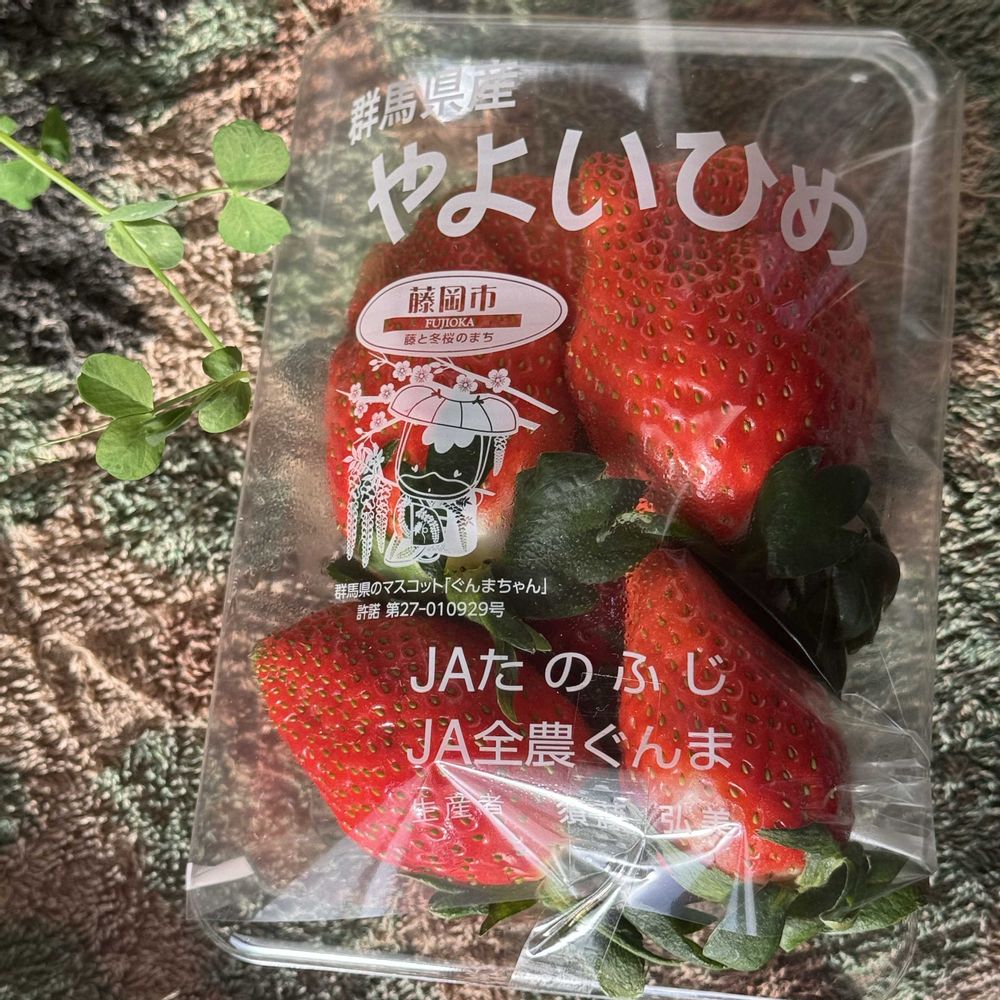 群馬県産
やよいひめ
藤岡市
FUJIOKA
藤と冬桜のまち
群馬県のマスコット「ぐんまちゃん」
許諾 第27-010929号
JAたのふじ
JA全農ぐんま
生産者 弘美